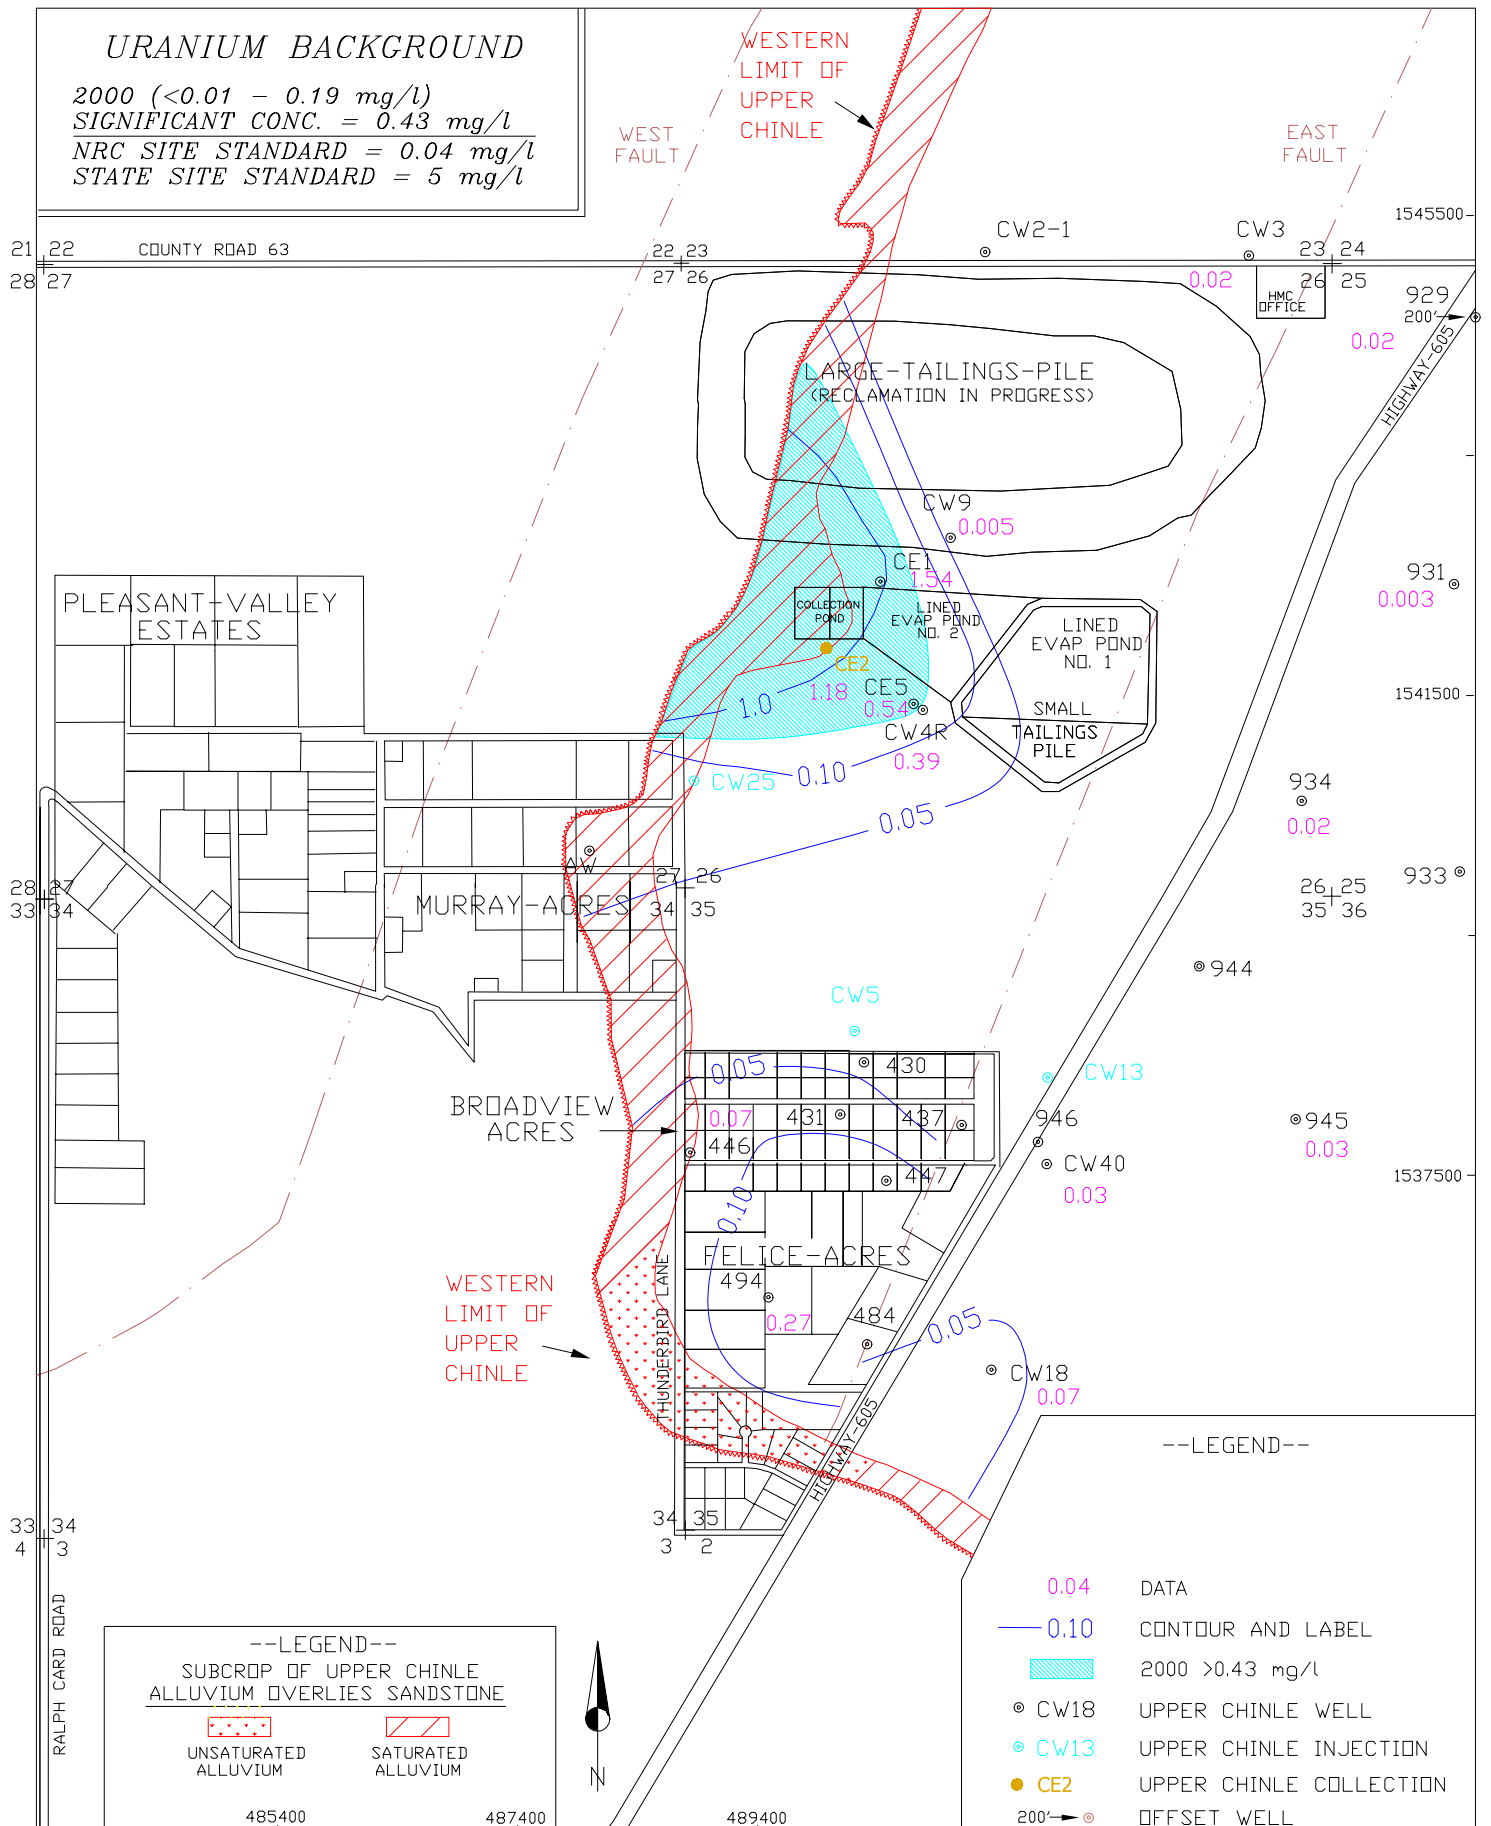 URANIUM BACKGROUND
2000 (<0.01 – 0.19 mg/l)
SIGNIFICANT CONC. = 0.43 mg/l
NRC SITE STANDARD = 0.04 mg/l
STATE SITE STANDARD = 5 mg/l
WESTERN
LIMIT OF
UPPER
CHINLE
WEST
FAULT
EAST
FAULT
1545500
CW2-1
CW3
21 22
28 27
COUNTY ROAD 63
22 23
27 26
23 24
26 25
0.02
HMC
OFFICE
929
200'
0.02
HIGHWAY-605
LARGE-TAILINGS-PILE
(RECLAMATION IN PROGRESS)
CW9
0.005
CE1
1.54
931
0.003
PLEASANT-VALLEY
ESTATES
COLLECTION
POND
LINED
EVAP POND
NO. 2
LINED
EVAP POND
NO. 1
CE2
1.18
CE5
0.54
CW4R
0.39
1.0
SMALL
TAILINGS
PILE
1541500
0.10
CW25
0.05
934
0.02
AW
933
28 27
33 34
MURRAY-ACRES
27 26
34 35
26 25
35 36
944
CW5
CW13
0.05
430
BROADVIEW
ACRES
0.07
431
437
946
945
0.03
446
447
CW40
0.03
1537500
0.10
FELICE-ACRES
THUNDERBIRD LANE
494
0.27
484
0.05
WESTERN
LIMIT OF
UPPER
CHINLE
CW18
0.07
HIGHWAY-605
33 34
4 3
34 35
3 2
RALPH CARD ROAD
--LEGEND--
0.04 DATA
0.10 CONTOUR AND LABEL
2000 >0.43 mg/l
CW18 UPPER CHINLE WELL
CW13 UPPER CHINLE INJECTION
CE2 UPPER CHINLE COLLECTION
200' OFFSET WELL
--LEGEND--
SUBCROP OF UPPER CHINLE
ALLUVIUM OVERLIES SANDSTONE
UNSATURATED
ALLUVIUM
SATURATED
ALLUVIUM
N
485400
487400
489400